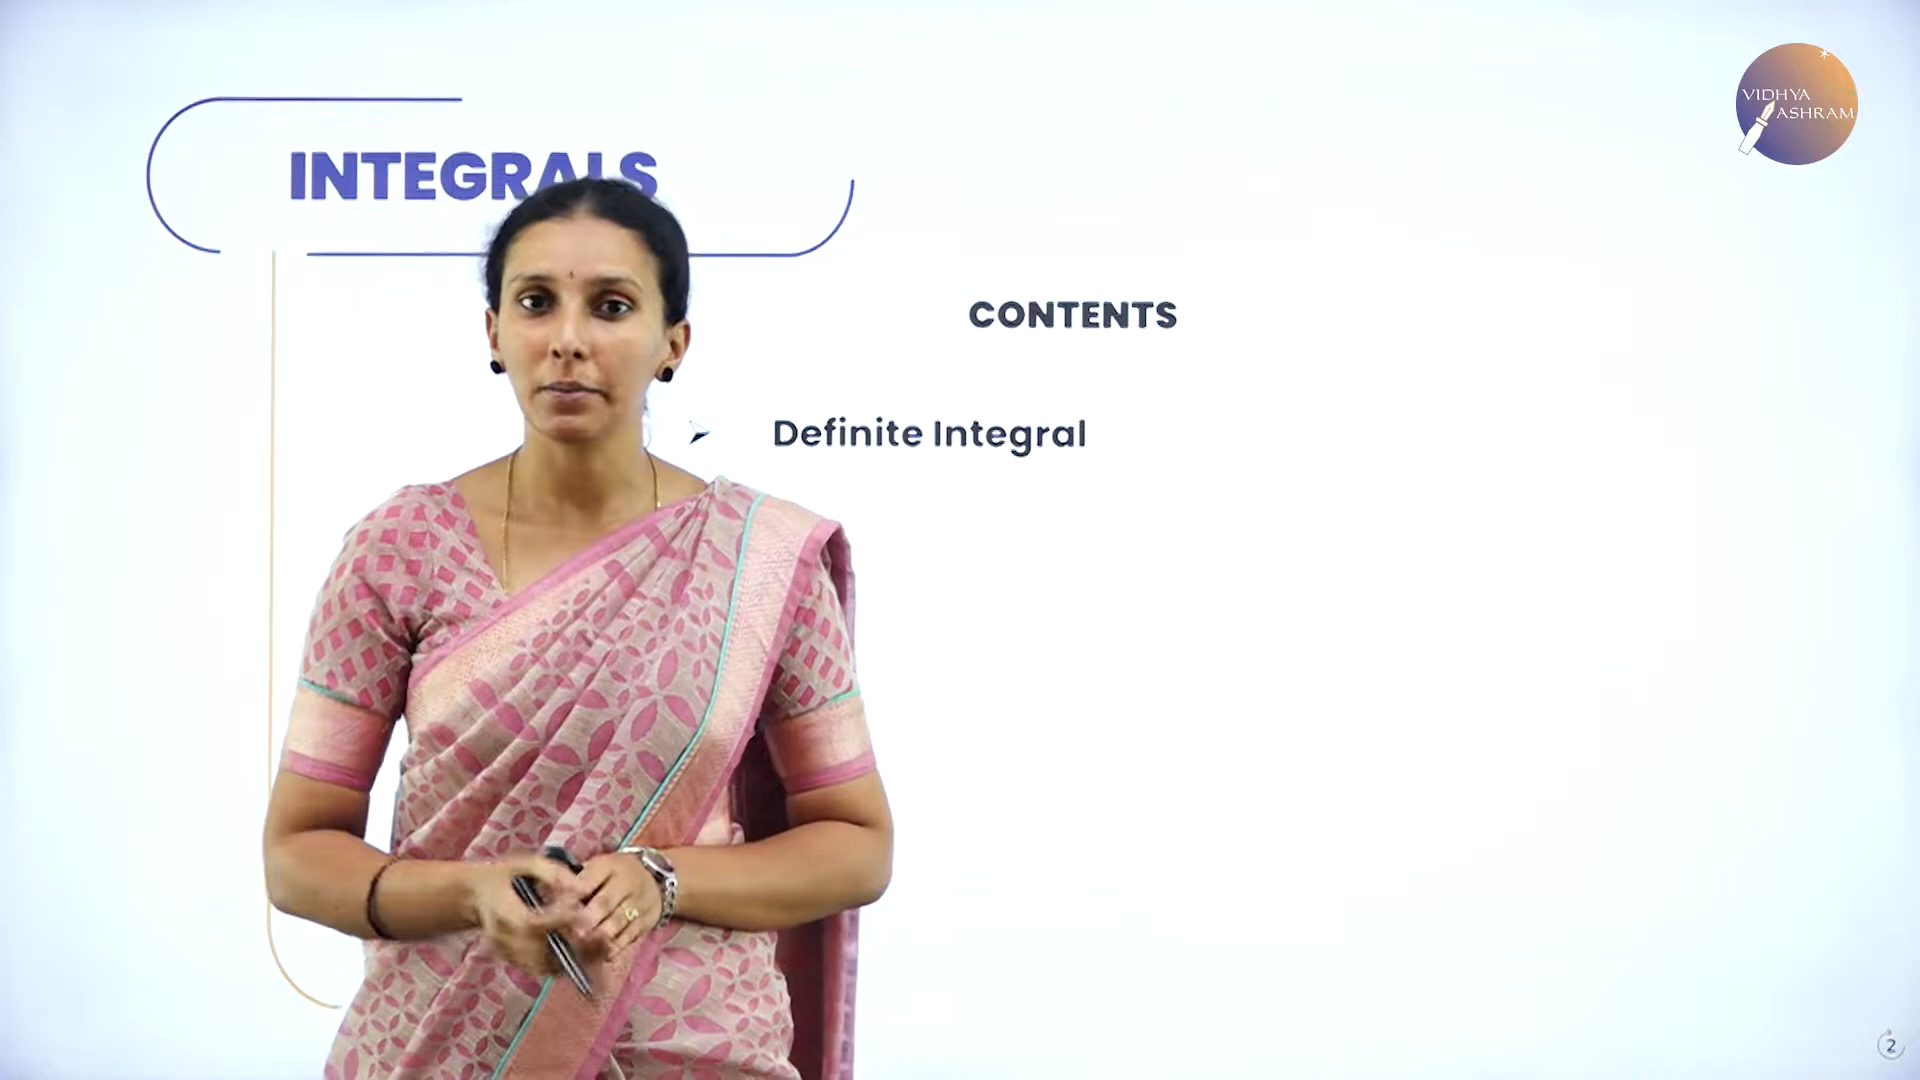 VIDHYA
ASHRAM
INTEGRALS
CONTENTS
Definite Integral
2